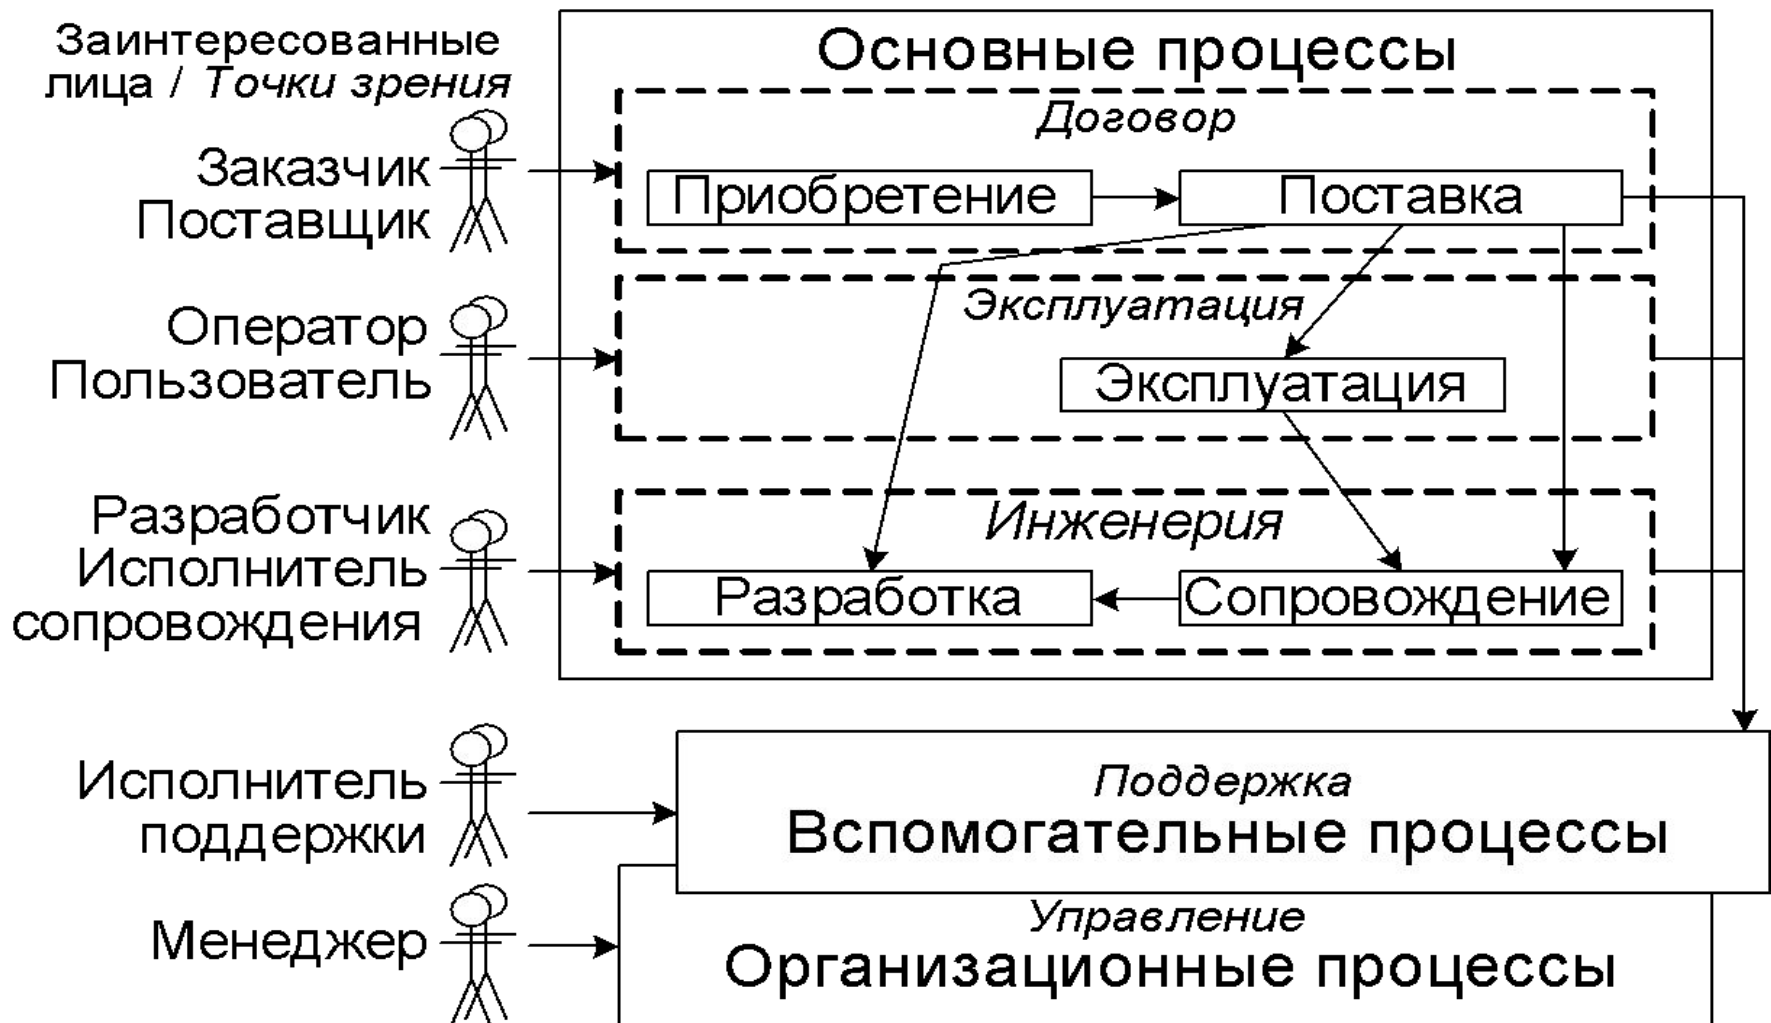 Заинтересованные
лица / Точки зрения
Основные процессы
Договор
Заказчик
Поставщик
Приобретение
Поставка
Эксплуатация
Оператор
Пользователь
Эксплуатация
Инженерия
Разработчик
Исполнитель
сопровождения
Разработка
Сопровождение
Исполнитель
поддержки
Поддержка
Вспомогательные процессы
Менеджер
Управление
Организационные процессы